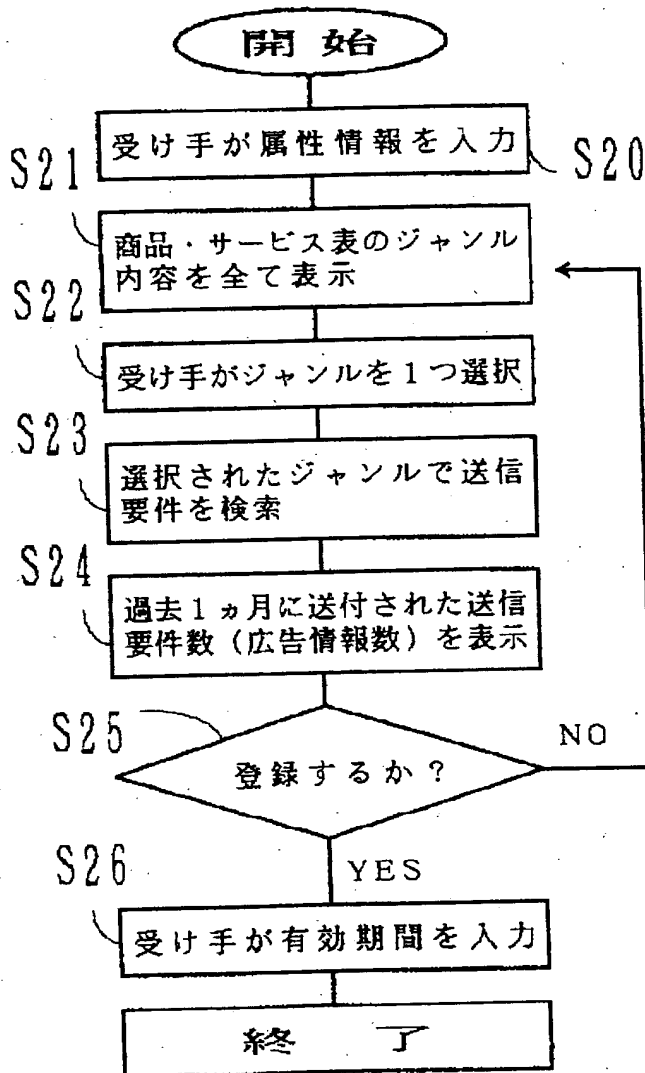 開始
受け手が属性情報を入力
S20
S21
商品・サービス表のジャンル
内容を全て表示
S22
受け手がジャンルを1つ選択
S23
選択されたジャンルで送信
要件を検索
S24
過去1ヵ月に送付された送信
要件数（広告情報数）を表示
S25
登録するか？
NO
YES
S26
受け手が有効期間を入力
終了